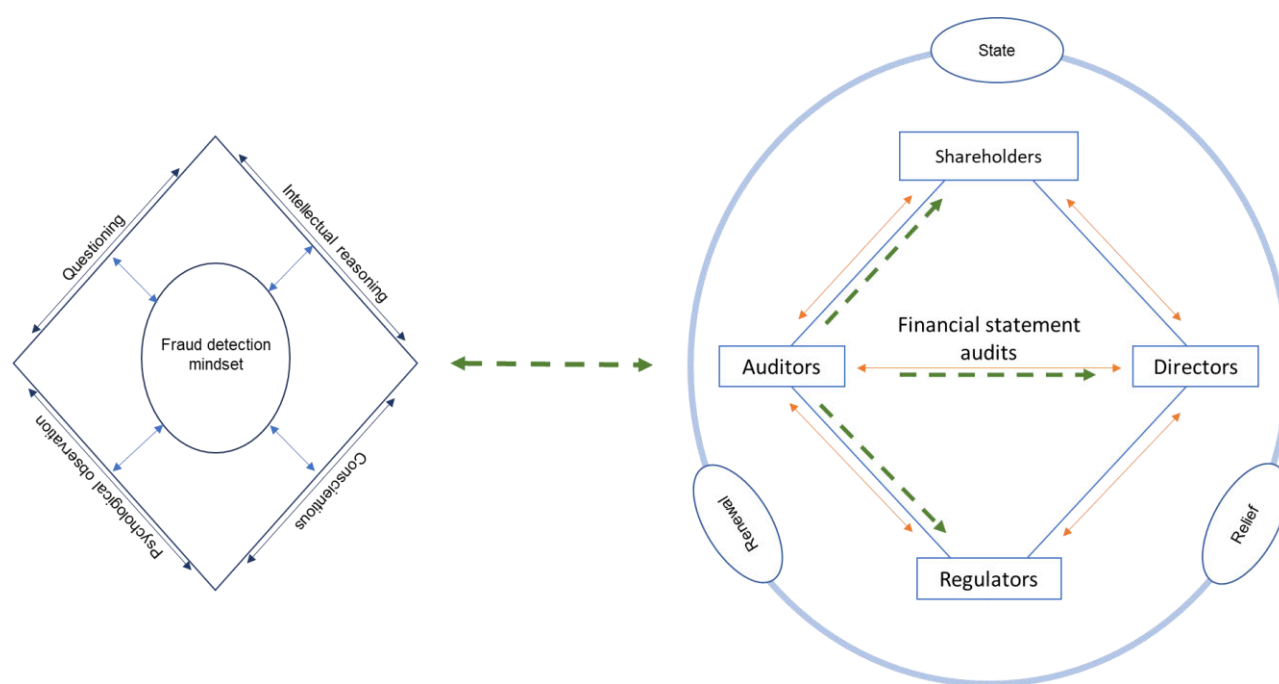 State
Shareholders
Questioning
Intellectual reasoning
Fraud detection
mindset
Financial statement
audits
Auditors
Directors
Psychological observation
Conscientious
Renewal
Relief
Regulators